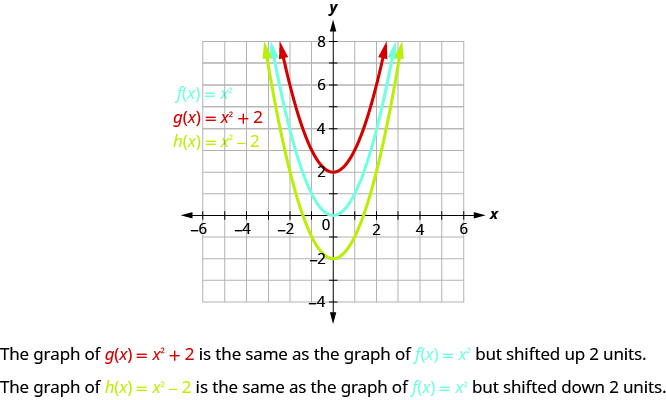 y
8
f(x) = x²
6
g(x) = x² + 2
4
h(x) = x² – 2
2
x
–6 –4 –2 0 2 4 6
–2
–4
The graph of g(x) = x² + 2 is the same as the graph of f(x) = x² but shifted up 2 units.
The graph of h(x) = x² – 2 is the same as the graph of f(x) = x² but shifted down 2 units.